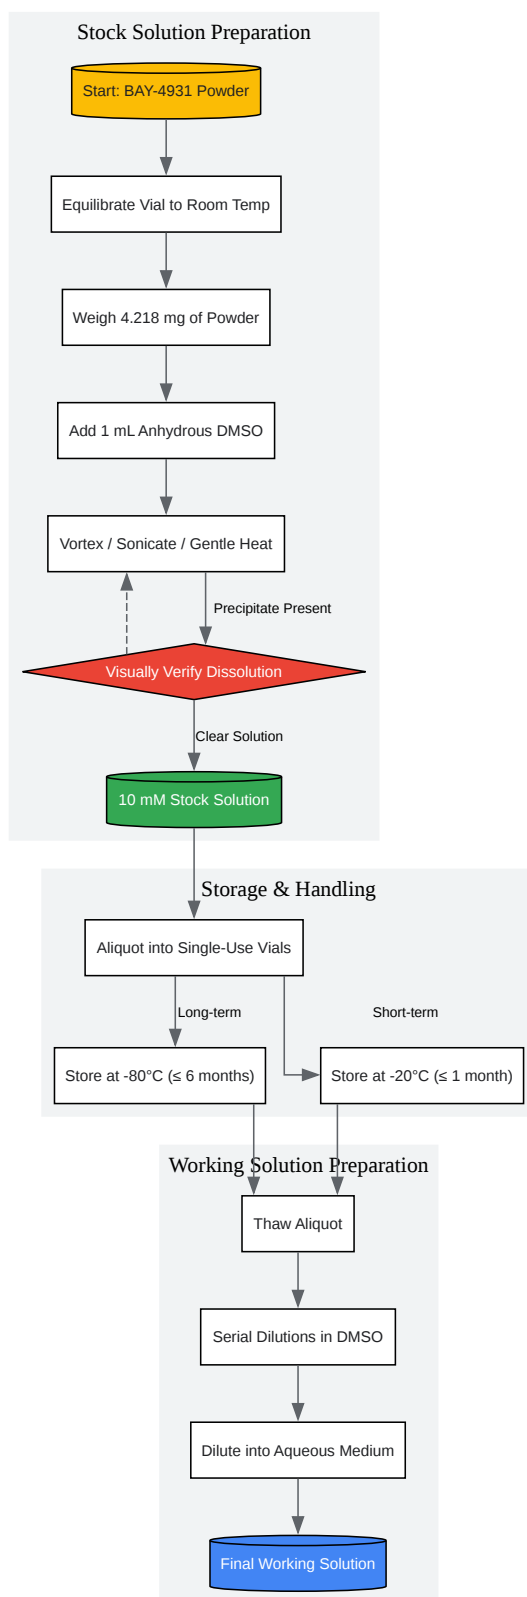 Stock Solution Preparation
Start: BAY-4931 Powder
Equilibrate Vial to Room Temp
Weigh 4.218 mg of Powder
Add 1 mL Anhydrous DMSO
Vortex / Sonicate / Gentle Heat
Precipitate Present
Visually Verify Dissolution
Clear Solution
10 mM Stock Solution
Storage & Handling
Aliquot into Single-Use Vials
Long-term
Short-term
Store at -80°C (≤ 6 months)
Store at -20°C (≤ 1 month)
Working Solution Preparation
Thaw Aliquot
Serial Dilutions in DMSO
Dilute into Aqueous Medium
Final Working Solution